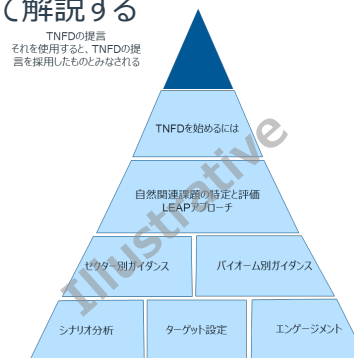 て解説する
TNFDの提言
それを使用すると、TNFDの提
言を採用したものとみなされる
TNFDを始めるには
自然関連課題の特定と評価
LEAPアプローチ
セクター別ガイダンス
バイオーム別ガイダンス
シナリオ分析
ターゲット設定
エンゲージメント
Illustrative